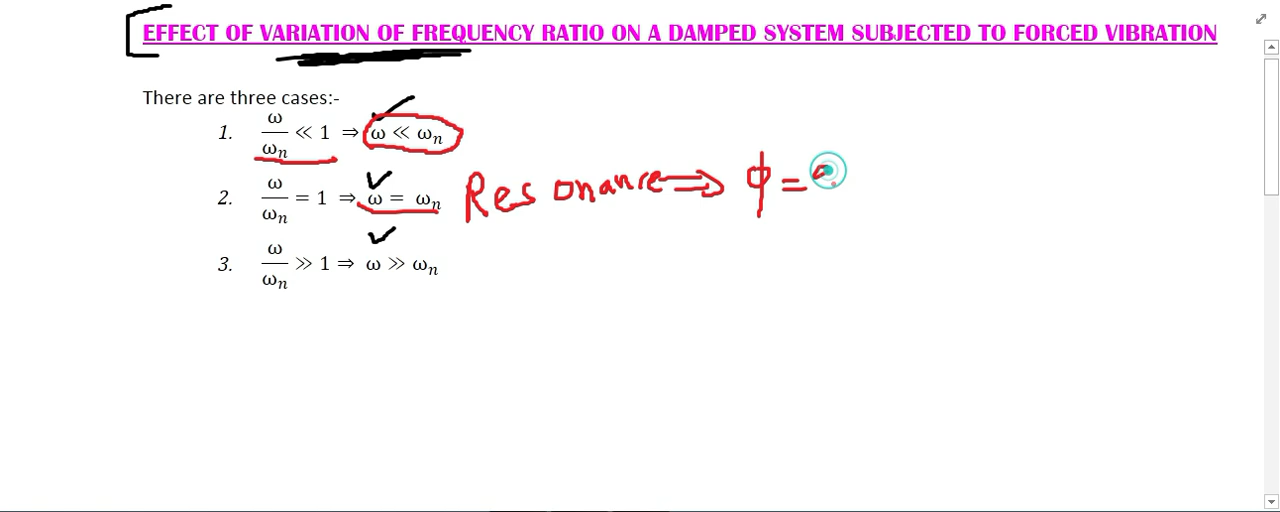 EFFECT OF VARIATION OF FREQUENCY RATIO ON A DAMPED SYSTEM SUBJECTED TO FORCED VIBRATION
There are three cases:-
1. ω/ωₙ ≪ 1 ⇒ ω ≪ ωₙ
2. ω/ωₙ = 1 ⇒ ω = ωₙ Resonance ⇒ ϕ =
3. ω/ωₙ ≫ 1 ⇒ ω ≫ ωₙ